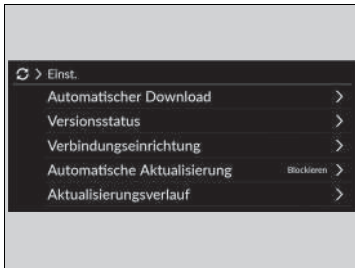 > Einst.
Automatischer Download >
Versionsstatus >
Verbindungseinrichtung >
Automatische Aktualisierung Blockieren >
Aktualisierungsverlauf >